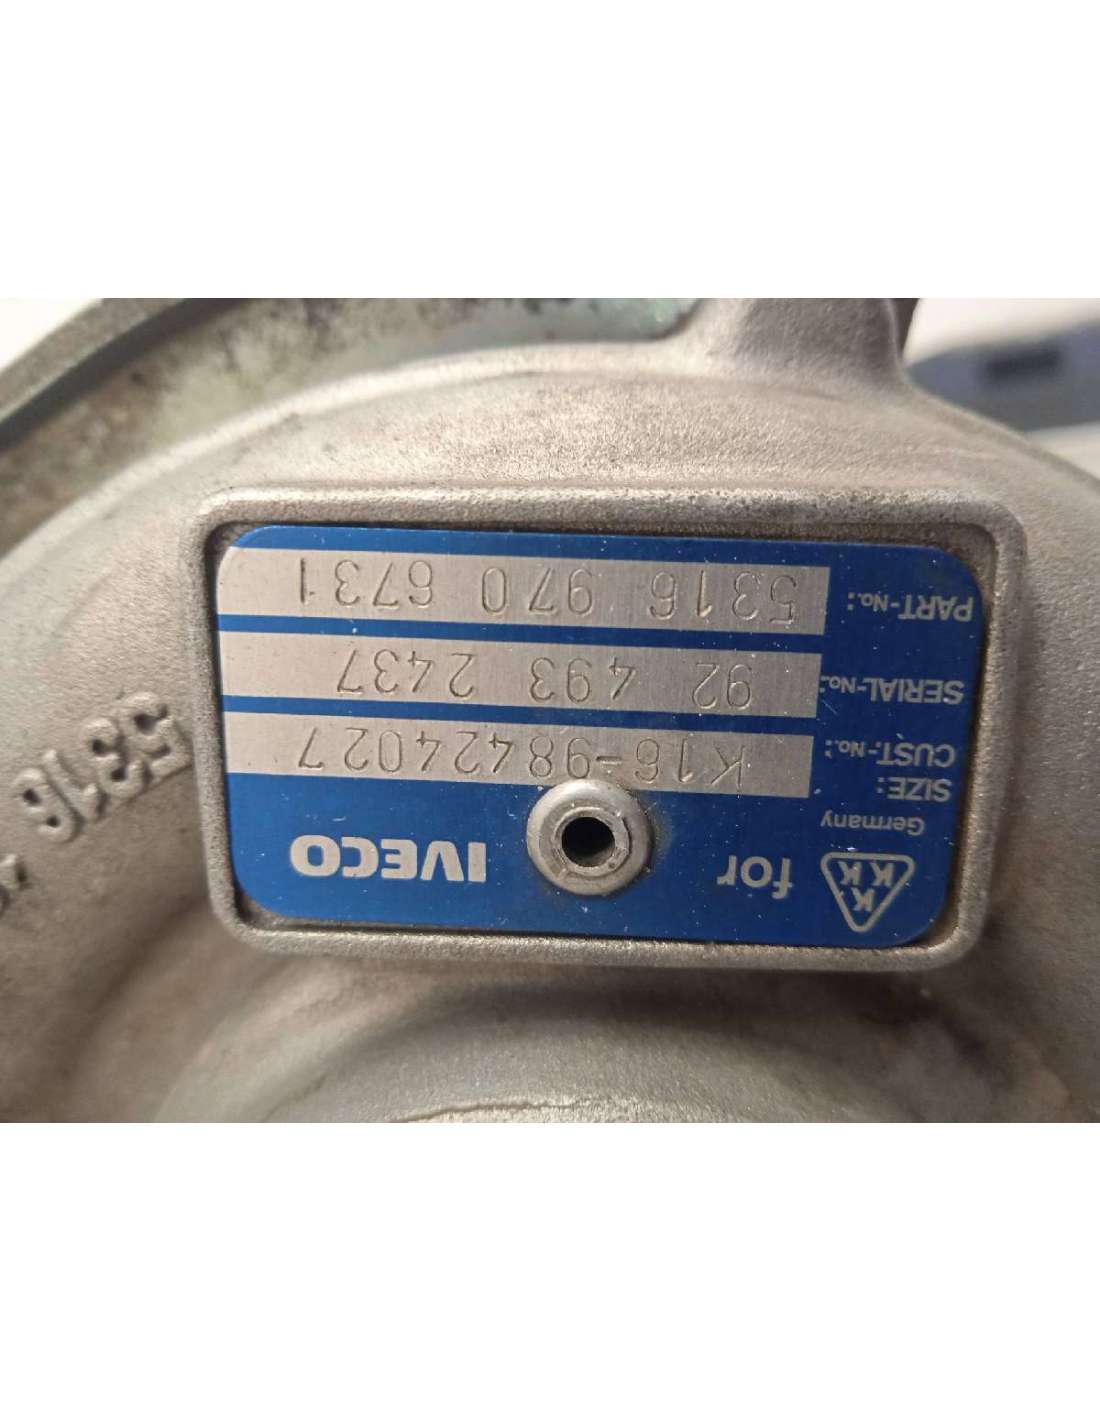 KKK for IVECO
Germany
SIZE:
CUST.-No.: K16-98424027
SERIAL-No.: 92 493 2437
PART-No.: 5316 970 6731
5316